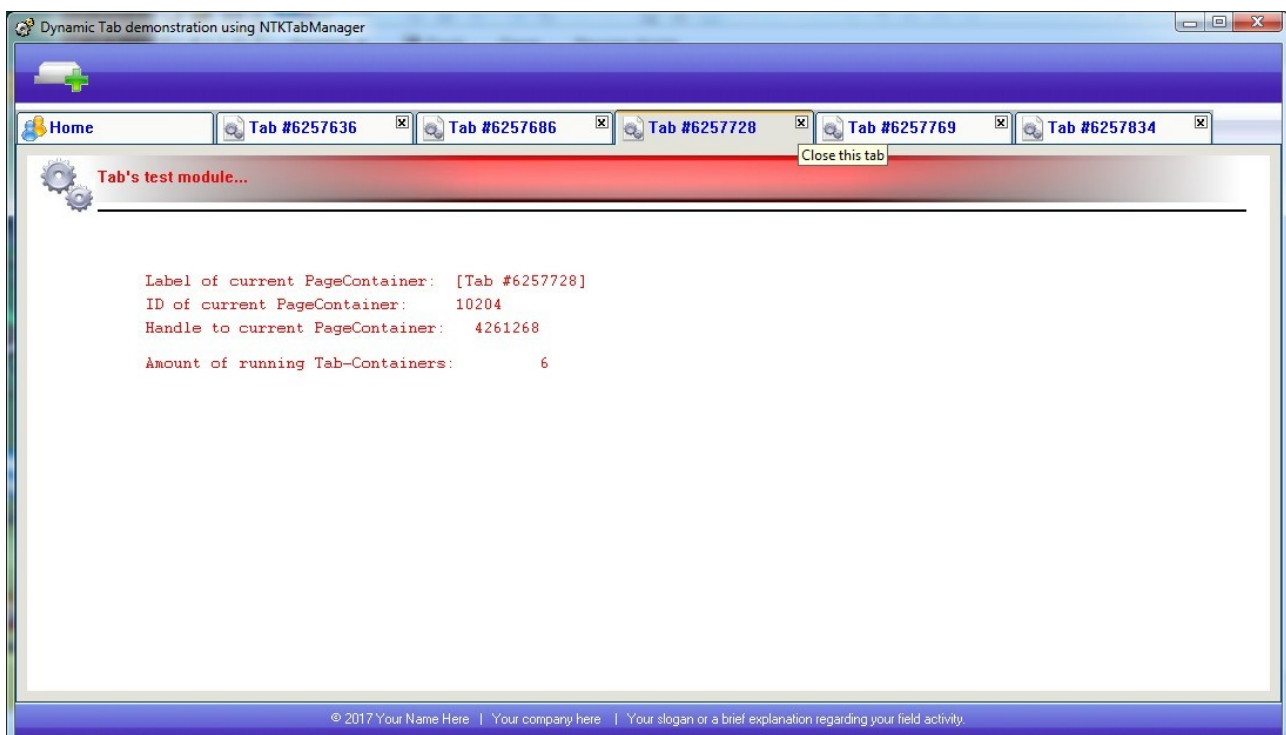 Dynamic Tab demonstration using NTKTabManager
Home Tab #6257636 Tab #6257686 Tab #6257728 Tab #6257769 Tab #6257834
Close this tab
Tab's test module...
Label of current PageContainer: [Tab #6257728]
ID of current PageContainer: 10204
Handle to current PageContainer: 4261268
Amount of running Tab-Containers: 6
© 2017 Your Name Here | Your company here | Your slogan or a brief explanation regarding your field activity.